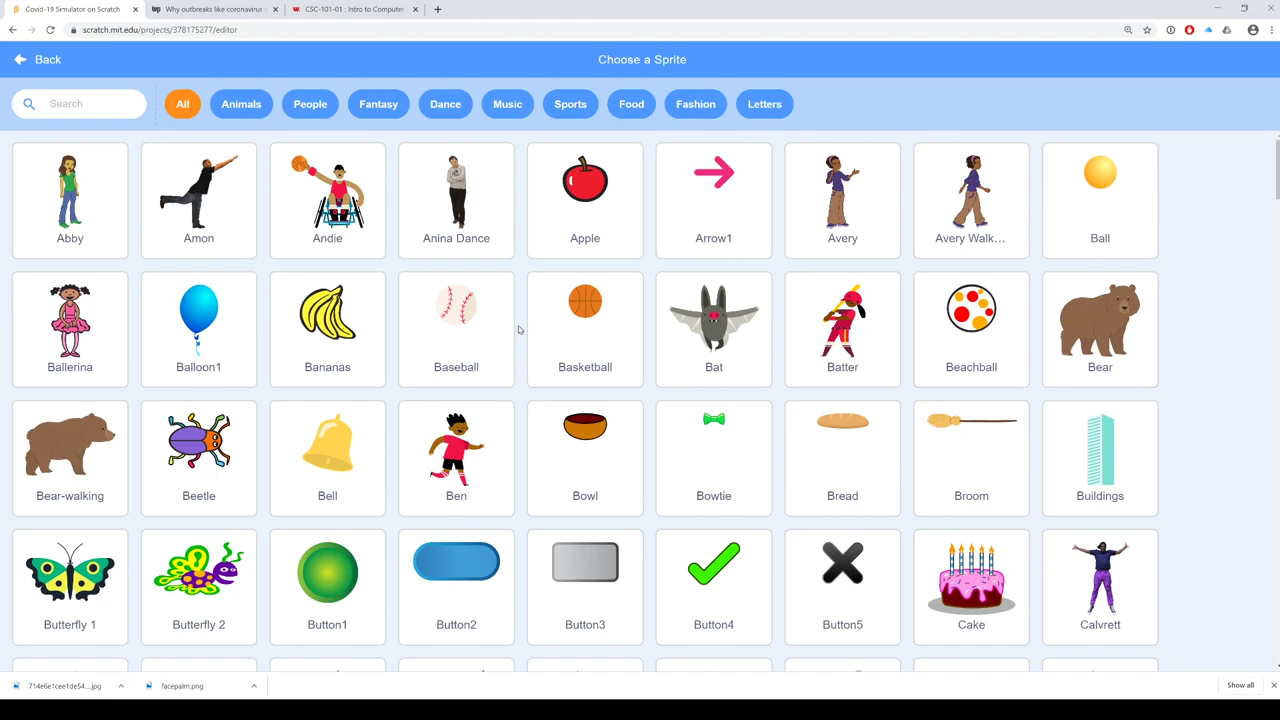 Covid-19 Simulator on Scratch
Why outbreaks like coronavirus
CSC-101-01 : Intro to Computer
scratch.mit.edu/projects/378175277/editor
Back
Choose a Sprite
Search
All
Animals
People
Fantasy
Dance
Music
Sports
Food
Fashion
Letters
Abby
Amon
Andie
Anina Dance
Apple
Arrow1
Avery
Avery Walk...
Ball
Ballerina
Balloon1
Bananas
Baseball
Basketball
Bat
Batter
Beachball
Bear
Bear-walking
Beetle
Bell
Ben
Bowl
Bowtie
Bread
Broom
Buildings
Butterfly 1
Butterfly 2
Button1
Button2
Button3
Button4
Button5
Cake
Calvrett
714e6e1cee1de54....jpg
facepalm.png
Show all